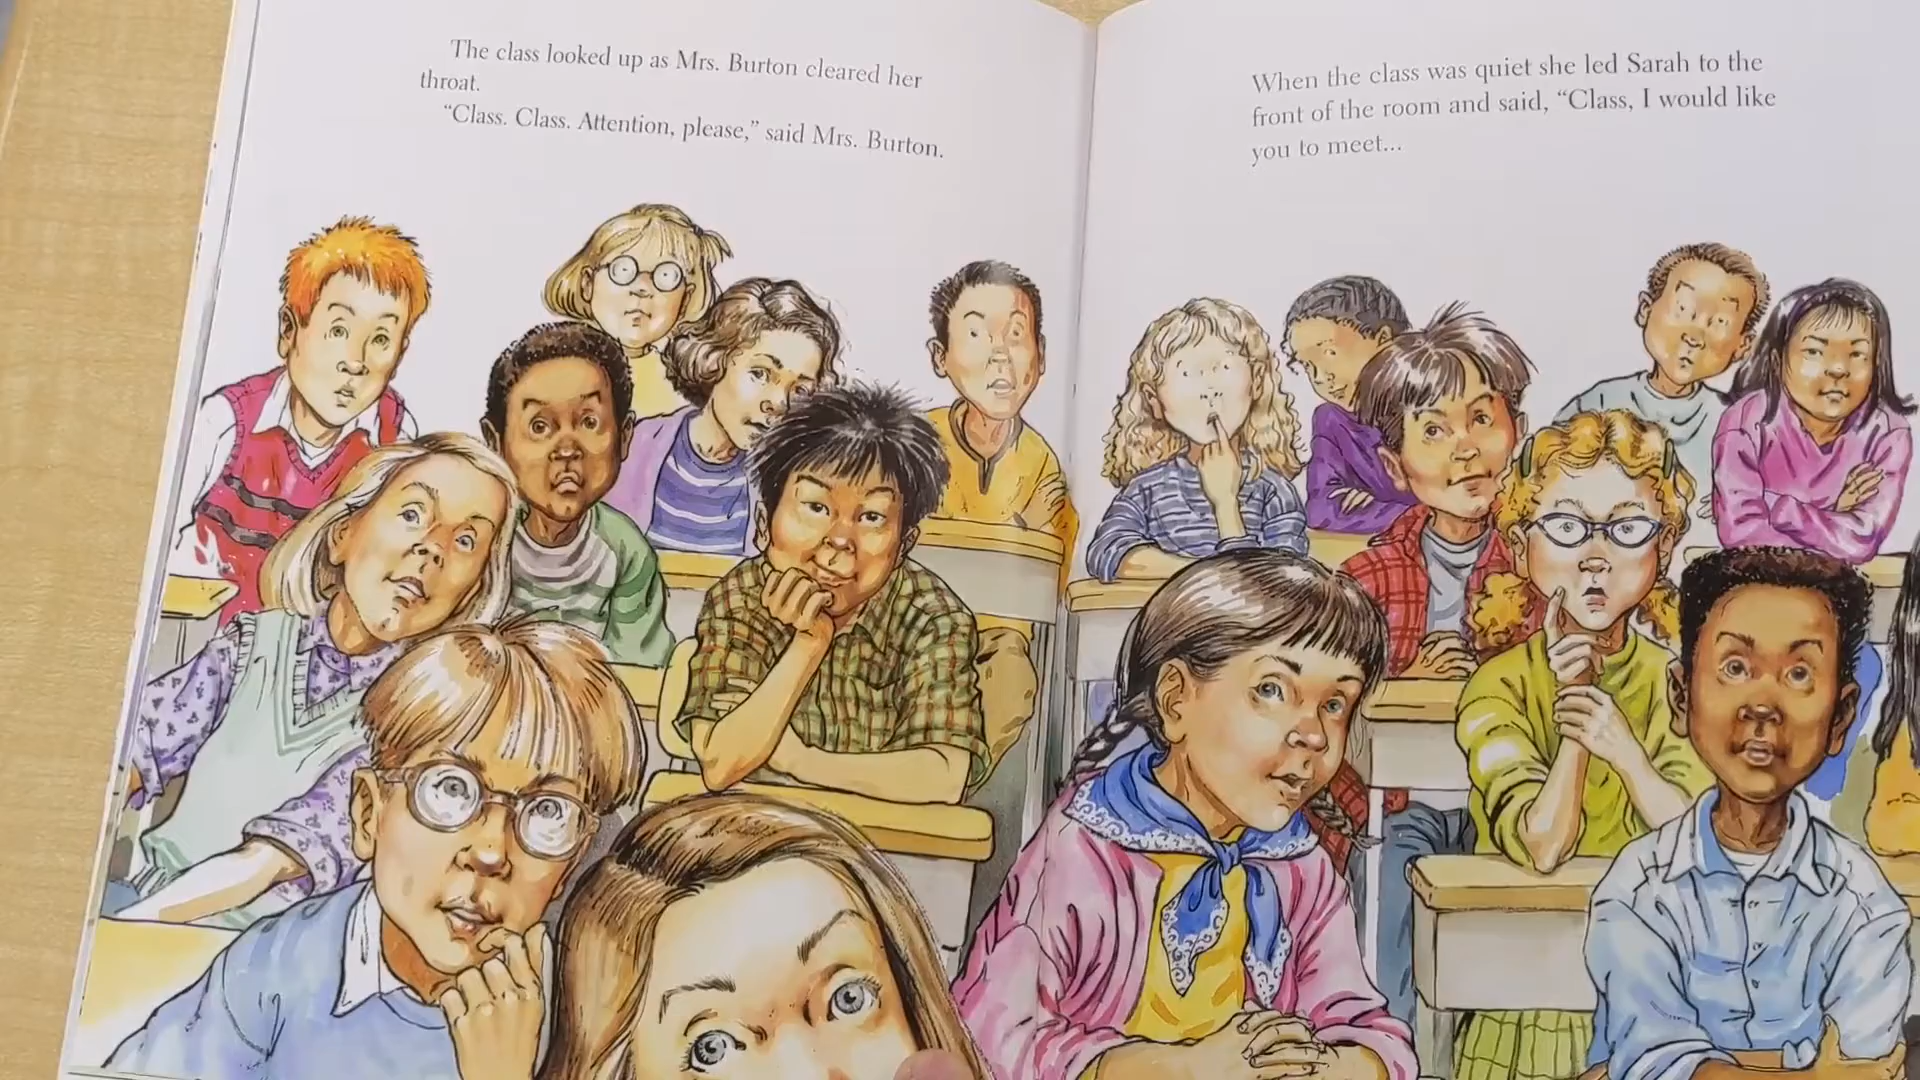 The class looked up as Mrs. Burton cleared her
throat.
“Class. Class. Attention, please,” said Mrs. Burton.
When the class was quiet she led Sarah to the
front of the room and said, “Class, I would like
you to meet...